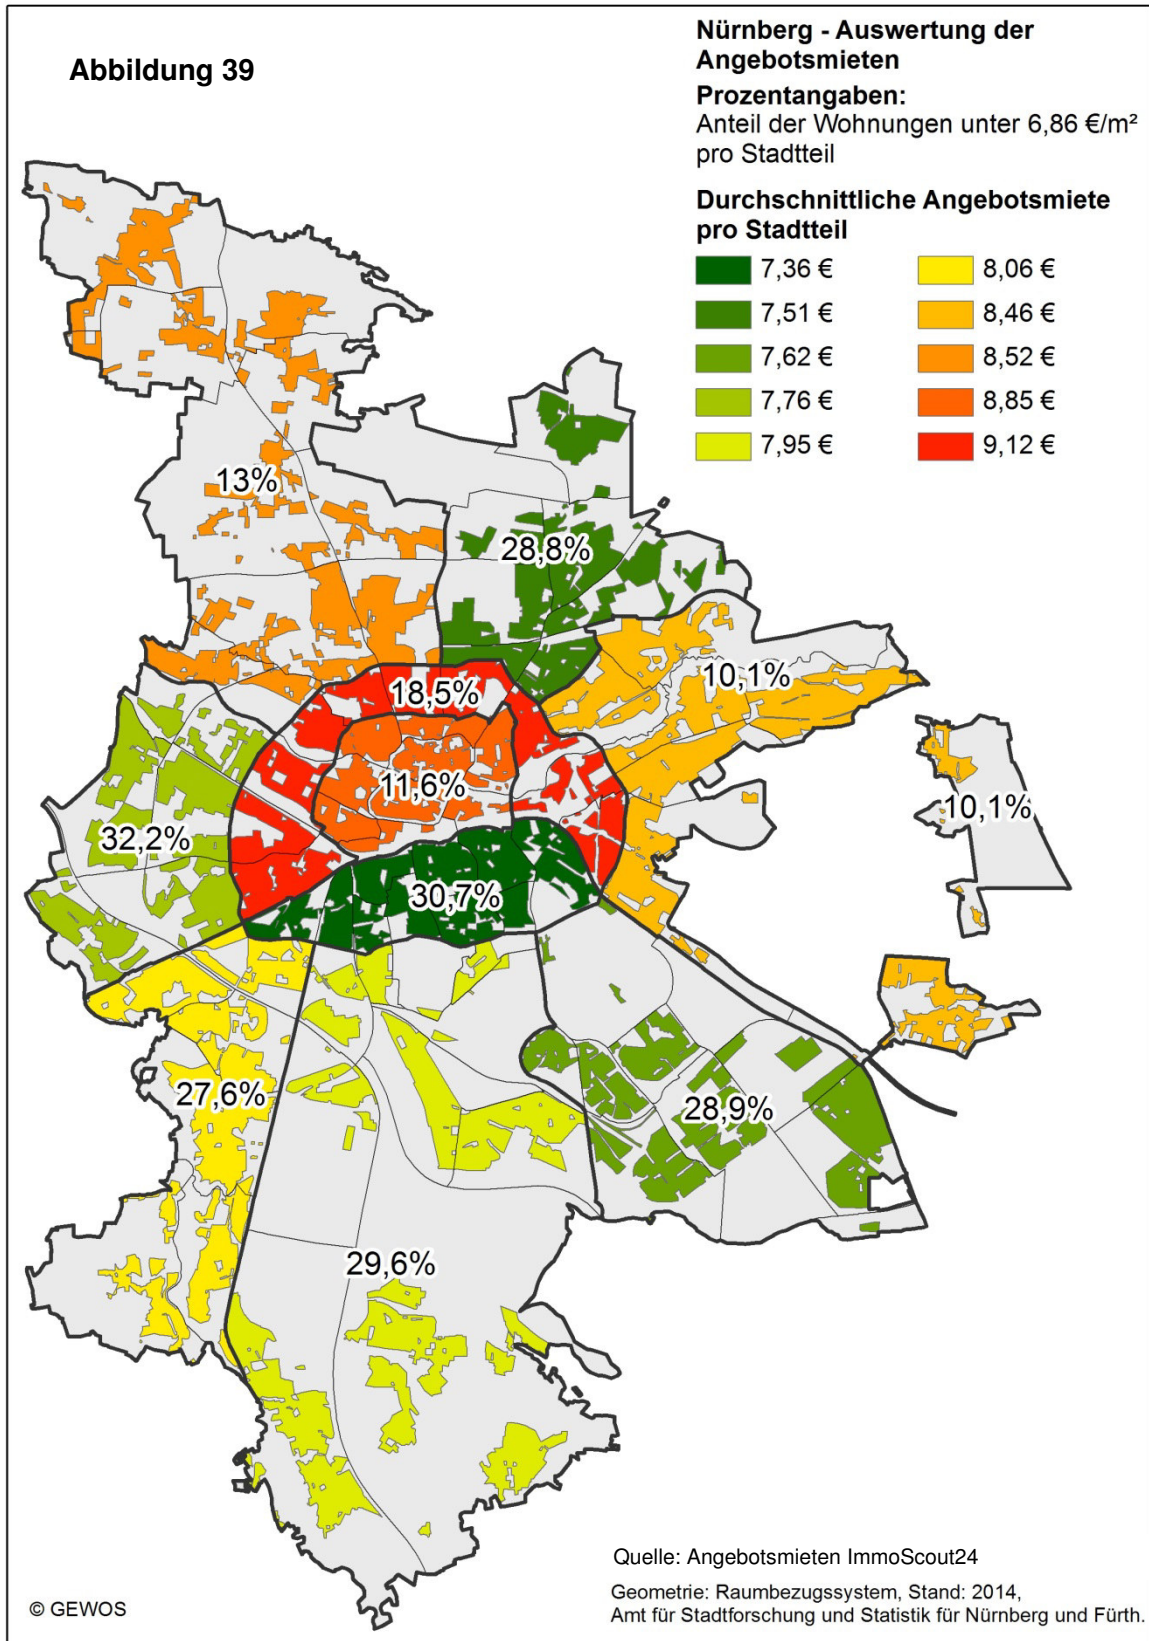 Abbildung 39
Nürnberg - Auswertung der
Angebotsmieten
Prozentangaben:
Anteil der Wohnungen unter 6,86 €/m²
pro Stadtteil
Durchschnittliche Angebotsmiete
pro Stadtteil
7,36 €
7,51 €
7,62 €
7,76 €
7,95 €
8,06 €
8,46 €
8,52 €
8,85 €
9,12 €
13%
28,8%
10,1%
18,5%
11,6%
10,1%
32,2%
30,7%
27,6%
28,9%
29,6%
Quelle: Angebotsmieten ImmoScout24
Geometrie: Raumbezugssystem, Stand: 2014,
Amt für Stadtforschung und Statistik für Nürnberg und Fürth.
© GEWOS